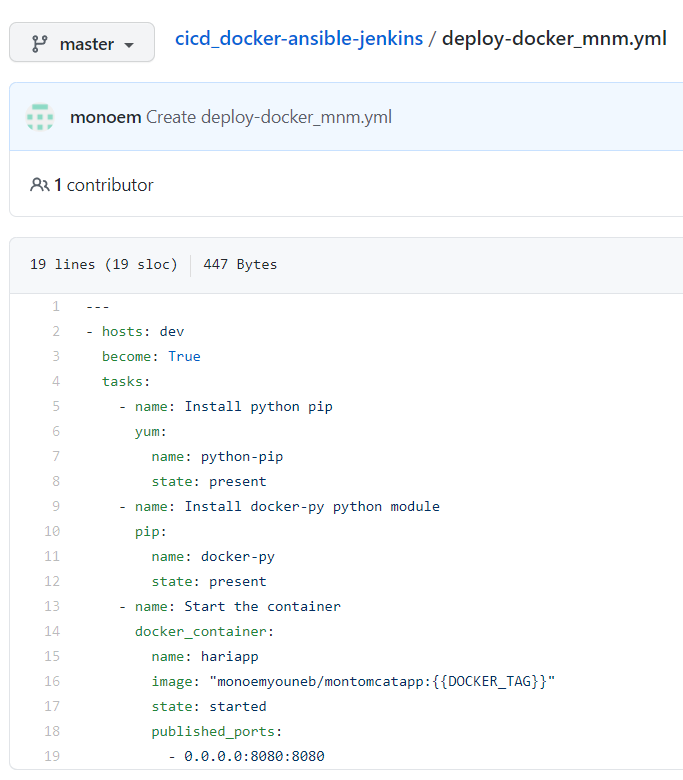 master cicd_docker-ansible-jenkins / deploy-docker_mnm.yml
monoem Create deploy-docker_mnm.yml
1 contributor
19 lines (19 sloc) 447 Bytes
1 ---
2 - hosts: dev
3   become: True
4   tasks:
5     - name: Install python pip
6       yum:
7         name: python-pip
8         state: present
9     - name: Install docker-py python module
10       pip:
11         name: docker-py
12         state: present
13     - name: Start the container
14       docker_container:
15         name: hariapp
16         image: "monoemyouneb/montomcatapp:{{DOCKER_TAG}}"
17         state: started
18         published_ports:
19           - 0.0.0.0:8080:8080